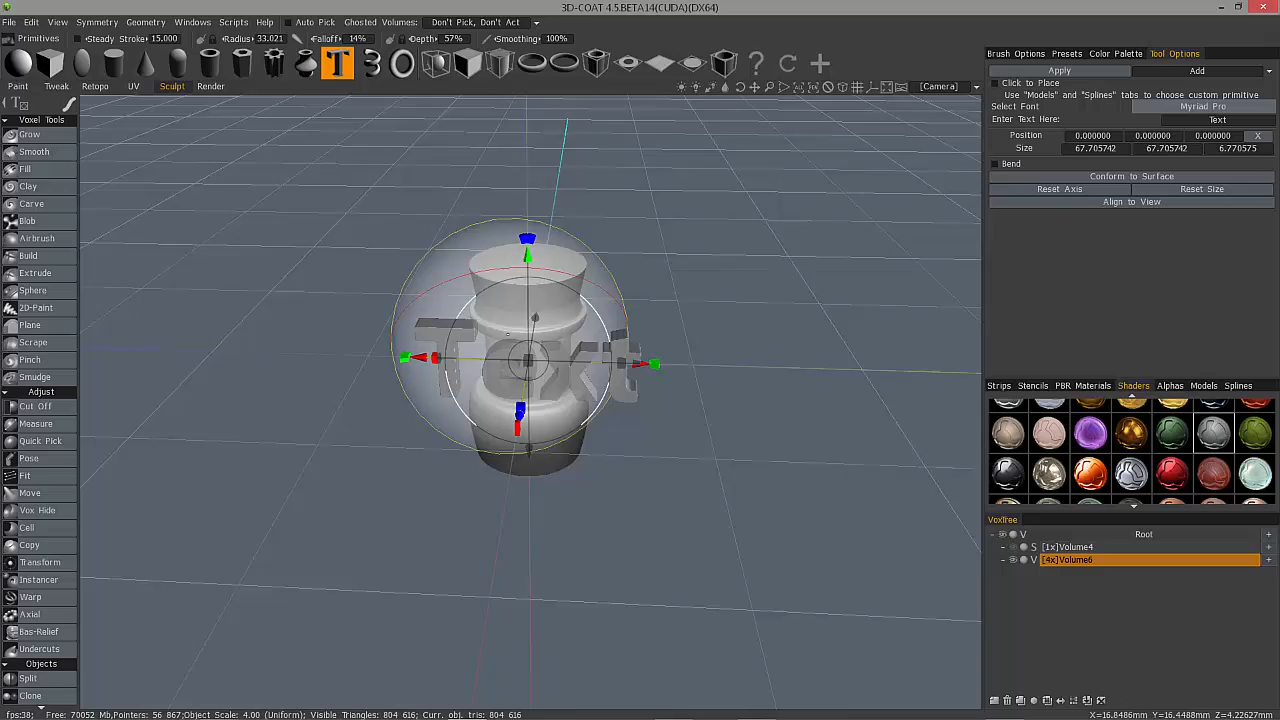 3D-COAT 4.5.BETA14(CUDA)(DX64)
File Edit View Symmetry Geometry Windows Scripts Help Auto Pick Ghosted Volumes: Don't Pick, Don't Act
Primitives Steady Stroke: 15.000 Radius: 33.021 Falloff: 14% Depth: 57% Smoothing: 100%
Paint Tweak Retopo UV Sculpt Render [Camera]
Brush Options Presets Color Palette Tool Options
Apply Add
Click to Place
Use "Models" and "Splines" tabs to choose custom primitive
Select Font Myriad Pro
Enter Text Here: Text
Position 0.000000 0.000000 0.000000 X
Size 67.705742 67.705742 6.770575
Bend
Conform to Surface
Reset Axis Reset Size
Align to View
Voxel Tools
Grow
Smooth
Fill
Clay
Carve
Blob
Airbrush
Build
Extrude
Sphere
2D-Paint
Plane
Scrape
Pinch
Smudge
Adjust
Cut Off
Measure
Quick Pick
Pose
Fit
Move
Vox Hide
Cell
Copy
Transform
Instancer
Warp
Axial
Bas-Relief
Undercuts
Objects
Split
Clone
Strips Stencils PBR Materials Shaders Alphas Models Splines
VoxTree
V Root
S [1x]Volume4
V [4x]Volume6
fps:38; Free: 70052 Mb,Pointers: 56 867;Object Scale: 4.00 (Uniform); Visible Triangles: 804 616; Curr. obj. tris: 804 616
X=16.8486mm Y=16.4488mm Z=4.22627mm